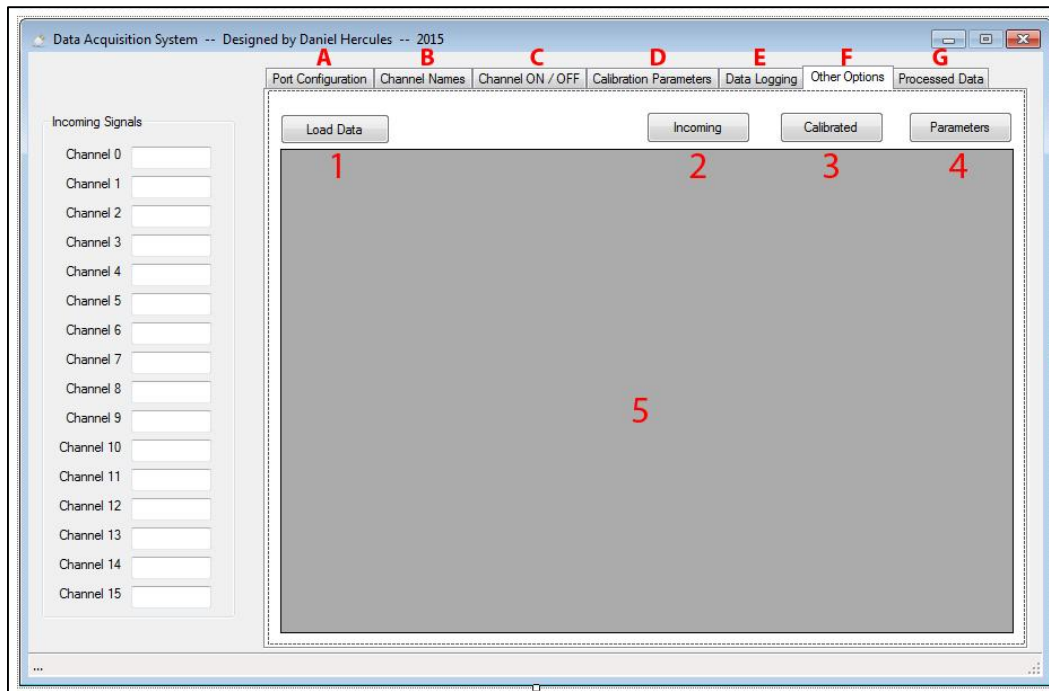 Data Acquisition System -- Designed by Daniel Hercules -- 2015
A B C D E F G
Port Configuration Channel Names Channel ON / OFF Calibration Parameters Data Logging Other Options Processed Data
Incoming Signals
Channel 0
Channel 1
Channel 2
Channel 3
Channel 4
Channel 5
Channel 6
Channel 7
Channel 8
Channel 9
Channel 10
Channel 11
Channel 12
Channel 13
Channel 14
Channel 15
Load Data Incoming Calibrated Parameters
1 2 3 4
5
...